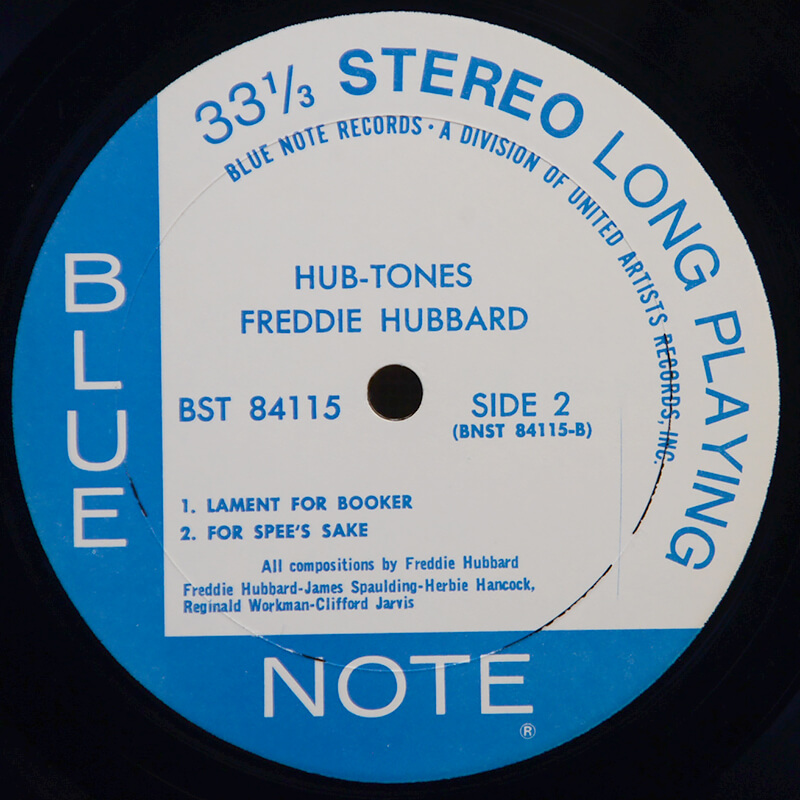 33⅓ STEREO LONG PLAYING
BLUE NOTE RECORDS · A DIVISION OF UNITED ARTISTS RECORDS, INC.
HUB-TONES
FREDDIE HUBBARD
BST 84115
SIDE 2
(BNST 84115-B)
1. LAMENT FOR BOOKER
2. FOR SPEE'S SAKE
All compositions by Freddie Hubbard
Freddie Hubbard-James Spaulding-Herbie Hancock,
Reginald Workman-Clifford Jarvis
BLUE
NOTE
®